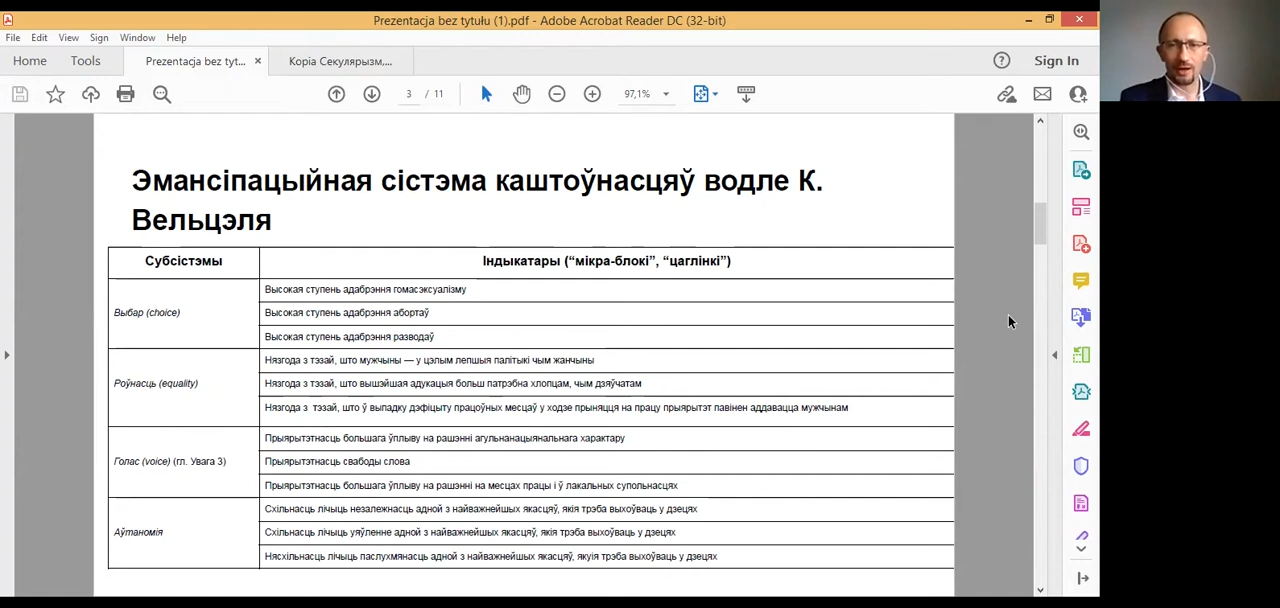 Prezentacja bez tytułu (1).pdf - Adobe Acrobat Reader DC (32-bit)
File Edit View Sign Window Help
Home Tools Prezentacja bez tyt... × Копія Секулярызм,... Sign In
3 / 11 97,1%
Эмансіпацыйная сістэма каштоўнасцяў водле К.
Вельцэля
Субсістэмы Індыкатары (“мікра-блокі”, “цаглінкі”)
Выбар (choice)
Высокая ступень адабрэння гомасэксуалізму
Высокая ступень адабрэння абортаў
Высокая ступень адабрэння разводаў
Роўнасць (equality)
Нязгода з тэзай, што мужчыны — у цэлым лепшыя палітыкі чым жанчыны
Нязгода з тэзай, што вышэйшая адукацыя больш патрэбна хлопцам, чым дзяўчатам
Нязгода з тэзай, што ў выпадку дэфіцыту працоўных месцаў у ходзе прыняцця на працу прыярытэт павінен аддавацца мужчынам
Голас (voice) (гл. Увага 3)
Прыярытэтнасць большага ўплыву на рашэнні агульнанацыянальнага характару
Прыярытэтнасць свабоды слова
Прыярытэтнасць большага ўплыву на рашэнні на месцах працы і ў лакальных супольнасцях
Аўтаномія
Схільнасць лічыць незалежнасць адной з найважнейшых якасцяў, якія трэба выхоўваць у дзецях
Схільнасць лічыць уяўленне адной з найважнейшых якасцяў, якія трэба выхоўваць у дзецях
Нясхільнасць лічыць паслухмянасць адной з найважнейшых якасцяў, якуія трэба выхоўваць у дзецях